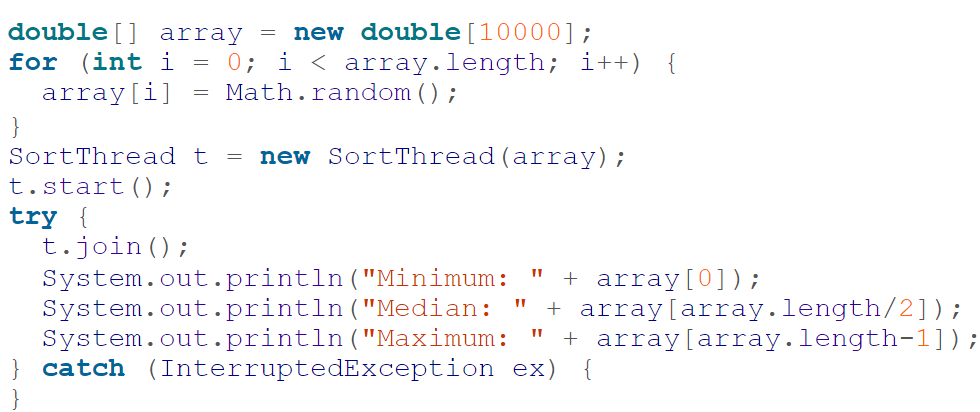 double[] array = new double[10000];
for (int i = 0; i < array.length; i++) {
  array[i] = Math.random();
}
SortThread t = new SortThread(array);
t.start();
try {
  t.join();
  System.out.println("Minimum: " + array[0]);
  System.out.println("Median: " + array[array.length/2]);
  System.out.println("Maximum: " + array[array.length-1]);
} catch (InterruptedException ex) {
}